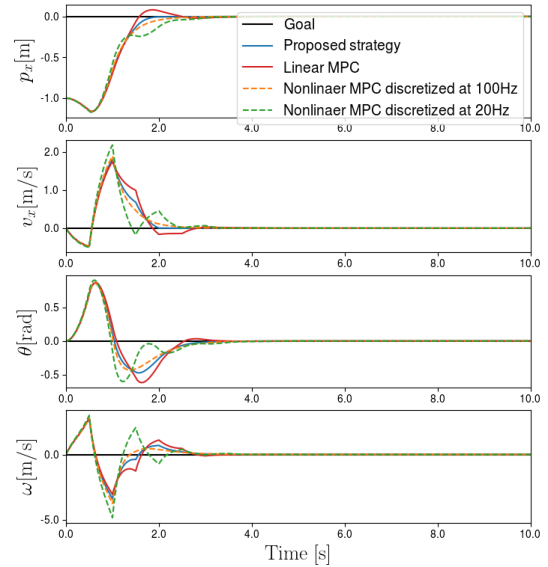 0.0
-1.0
p_x[m]
Goal
Proposed strategy
Linear MPC
Nonlinaer MPC discretized at 100Hz
Nonlinaer MPC discretized at 20Hz
0.0 2.0 4.0 6.0 8.0 10.0
2.0
1.0
0.0
v_x[m/s]
0.0 2.0 4.0 6.0 8.0 10.0
0.5
0.0
-0.5
θ[rad]
0.0 2.0 4.0 6.0 8.0 10.0
0.0
-5.0
ω[m/s]
0.0 2.0 4.0 6.0 8.0 10.0
Time [s]